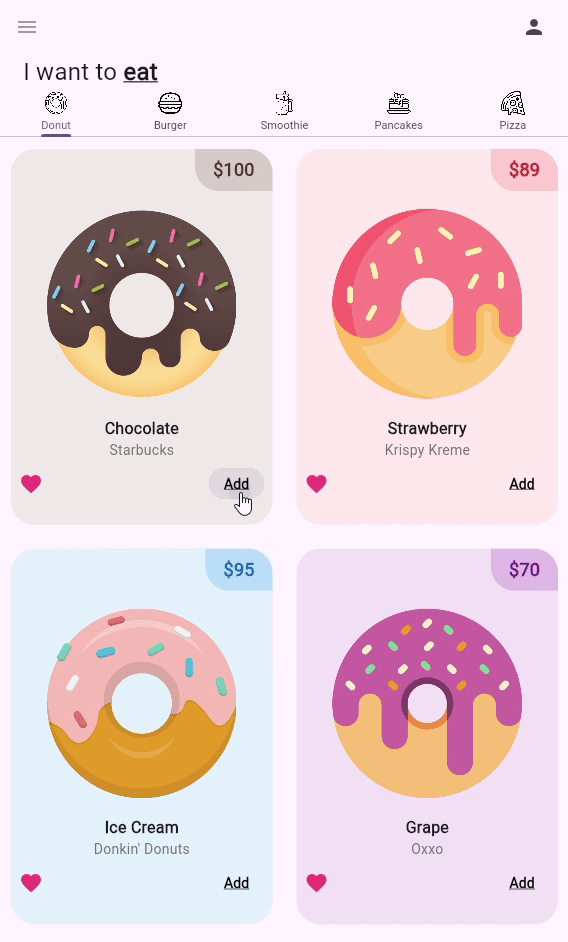 I want to eat
Donut Burger Smoothie Pancakes Pizza
$100
Chocolate
Starbucks
Add
$89
Strawberry
Krispy Kreme
Add
$95
Ice Cream
Donkin' Donuts
Add
$70
Grape
Oxxo
Add